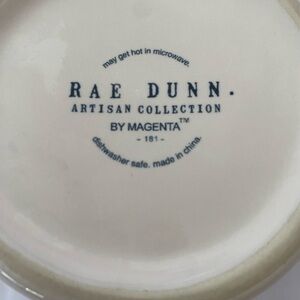 may get hot in microwave.
RAE DUNN.
ARTISAN COLLECTION
BY MAGENTA™
- 181 -
dishwasher safe. made in china.